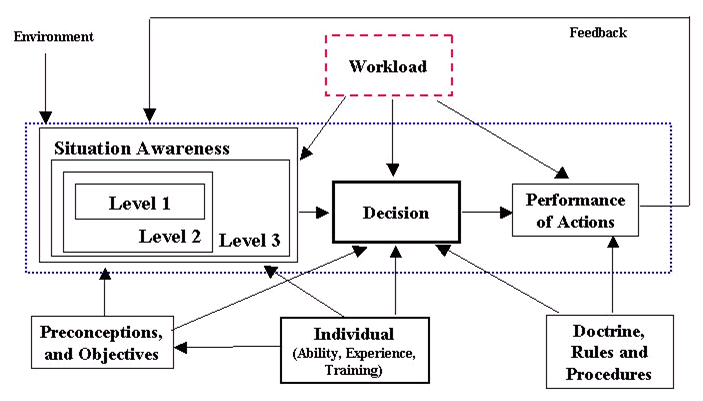 Environment
Feedback
Workload
Situation Awareness
Level 1
Level 2
Level 3
Decision
Performance
of Actions
Preconceptions,
and Objectives
Individual
(Ability, Experience,
Training)
Doctrine,
Rules and
Procedures